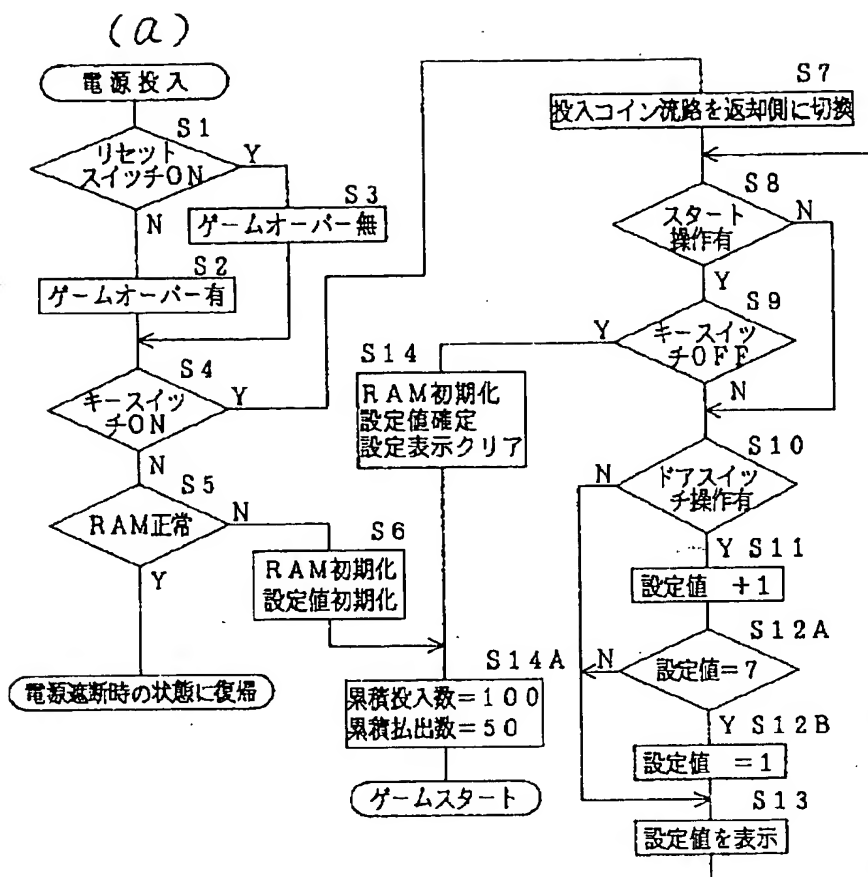 (a)
電源投入
S1
リセット
スイッチON
Y
N
S3
ゲームオーバー無
S2
ゲームオーバー有
S4
キースイッ
チON
Y
N
S5
RAM正常
N
Y
S6
RAM初期化
設定値初期化
電源遮断時の状態に復帰
S14
RAM初期化
設定値確定
設定表示クリア
S14A
累積投入数=100
累積払出数=50
ゲームスタート
S7
投入コイン流路を返却側に切換
S8
スタート
操作有
N
Y
S9
キースイッ
チOFF
Y
N
S10
ドアスイッ
チ操作有
N
Y S11
設定値 +1
S12A
設定値=7
N
Y S12B
設定値 =1
S13
設定値を表示